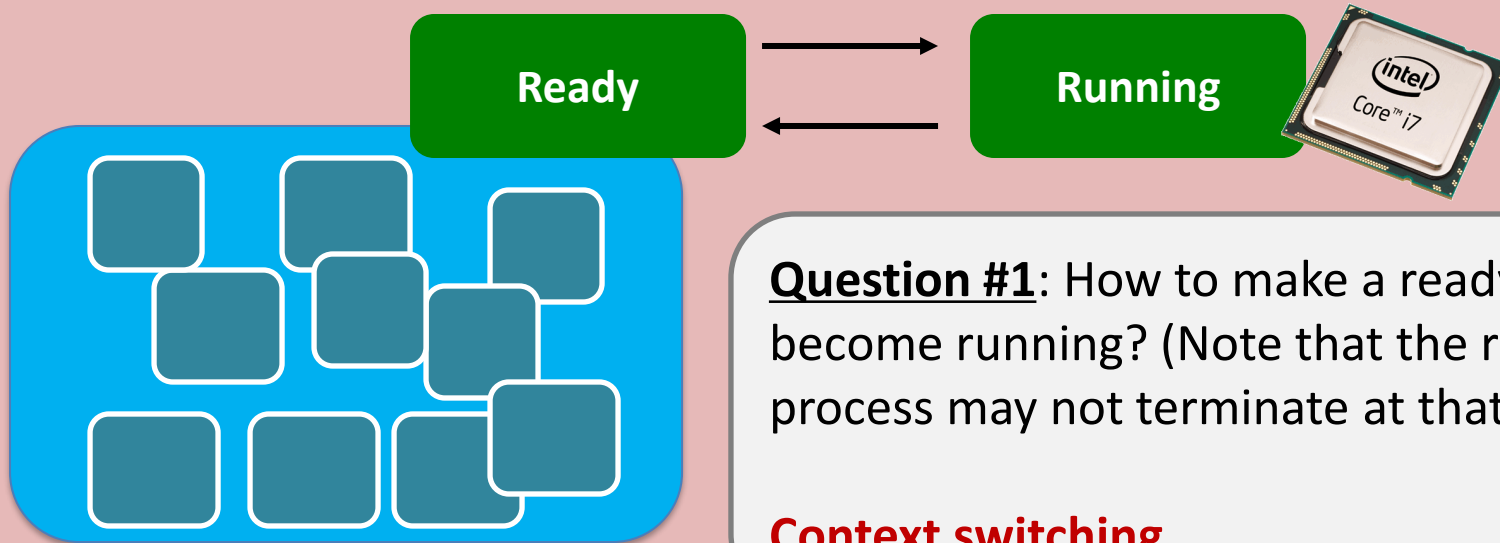 Ready
Running
intel
Core™ i7
Question #1: How to make a ready
become running? (Note that the r
process may not terminate at that
Context switching